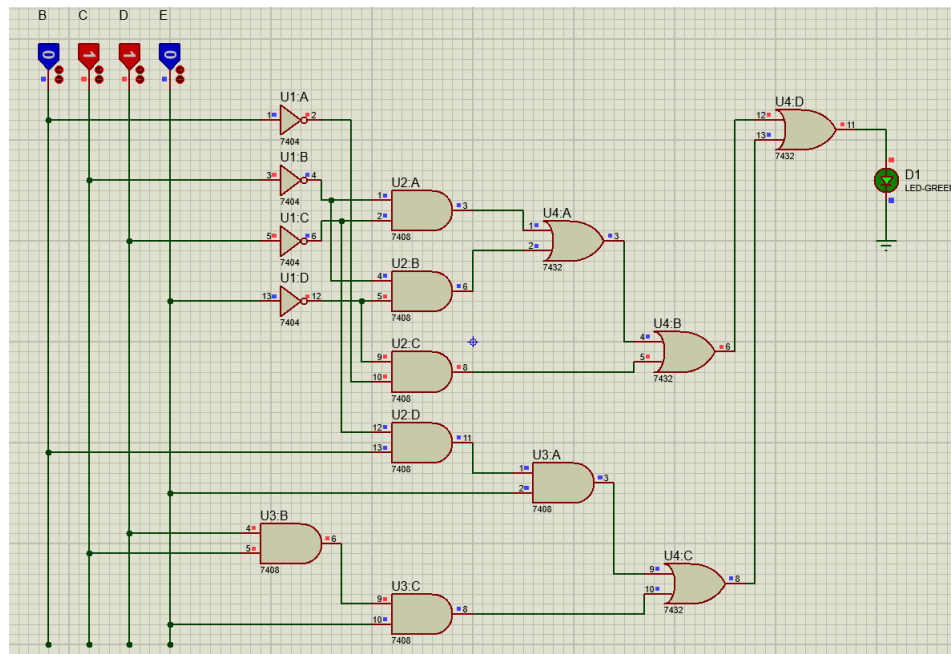 B C D E
0 1 1 0
U1:A
1 2
7404
U1:B
3 4
7404
U1:C
5 6
7404
U1:D
13 12
7404
U2:A
1 3
2
7408
U2:B
4 6
5
7408
U2:C
9 8
10
7408
U2:D
12 11
13
7408
U3:A
1 3
2
7408
U3:B
4 6
5
7408
U3:C
9 8
10
7408
U4:A
1 3
2
7432
U4:B
4 6
5
7432
U4:C
9 8
10
7432
U4:D
12 11
13
7432
D1
LED-GREE